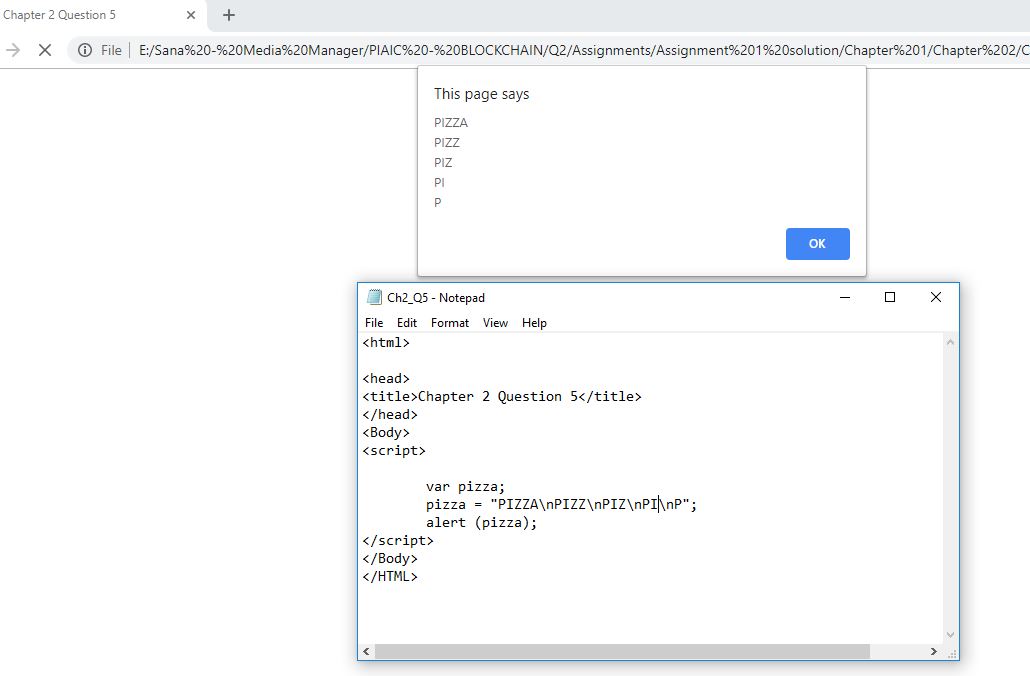 Chapter 2 Question 5
File E:/Sana%20-%20Media%20Manager/PIAIC%20-%20BLOCKCHAIN/Q2/Assignments/Assignment%201%20solution/Chapter%201/Chapter%202/C
This page says
PIZZA
PIZZ
PIZ
PI
P
OK
Ch2_Q5 - Notepad
File Edit Format View Help
<html>
<head>
<title>Chapter 2 Question 5</title>
</head>
<Body>
<script>
var pizza;
pizza = "PIZZA\nPIZZ\nPIZ\nPI\nP";
alert (pizza);
</script>
</Body>
</HTML>